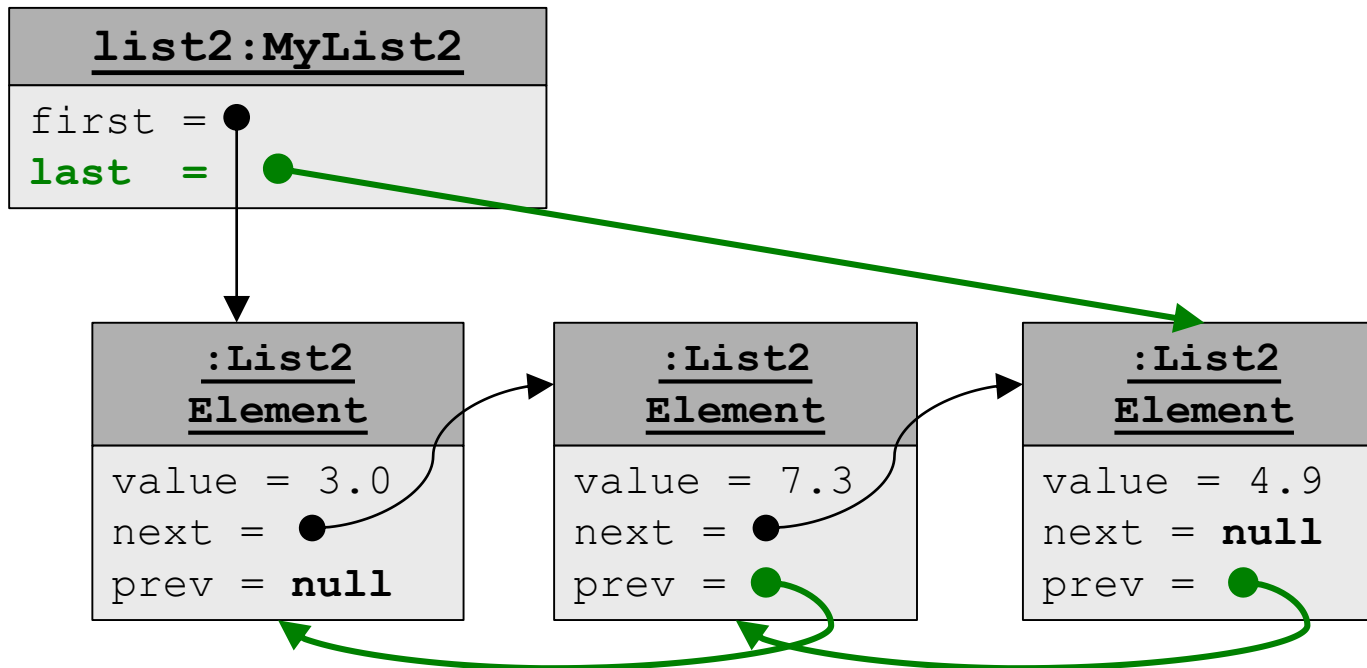 list2:MyList2
first =
last  =
:List2
Element
value = 3.0
next =
prev = null
:List2
Element
value = 7.3
next =
prev =
:List2
Element
value = 4.9
next = null
prev =